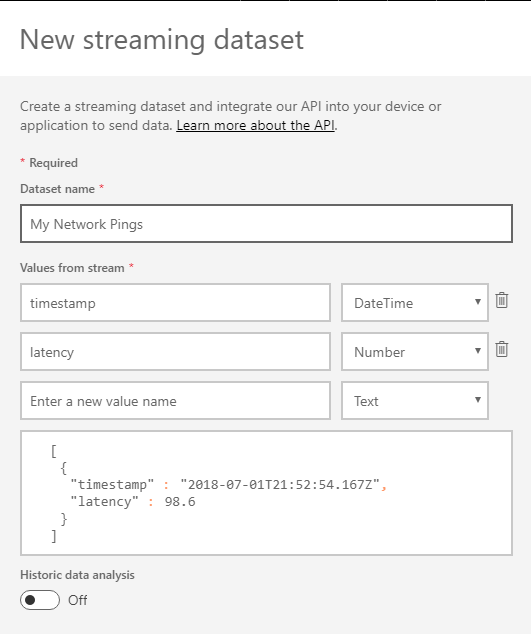 New streaming dataset
Create a streaming dataset and integrate our API into your device or
application to send data. Learn more about the API.
* Required
Dataset name *
My Network Pings
Values from stream *
timestamp DateTime
latency Number
Enter a new value name Text
[
{
"timestamp" : "2018-07-01T21:52:54.167Z",
"latency" : 98.6
}
]
Historic data analysis
Off